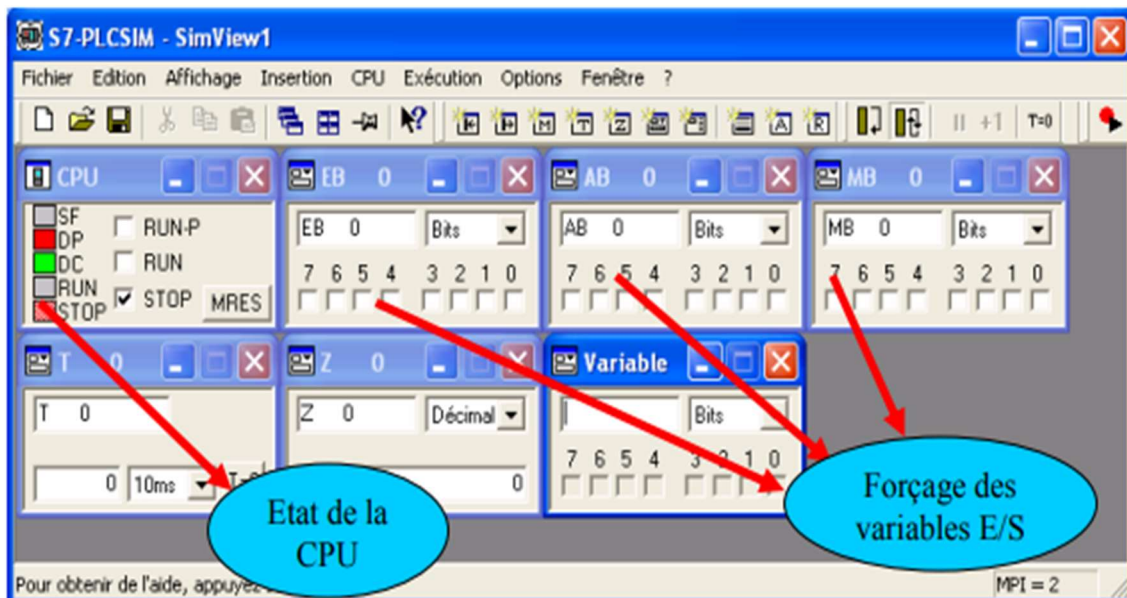 S7-PLCSIM - SimView1
Fichier Edition Affichage Insertion CPU Exécution Options Fenêtre ?
+1 T=0
CPU
SF
DP
DC
RUN
STOP
RUN-P
RUN
STOP
MRES
EB 0
EB 0 Bits
7 6 5 4 3 2 1 0
AB 0
AB 0 Bits
7 6 5 4 3 2 1 0
MB 0
MB 0 Bits
7 6 5 4 3 2 1 0
T 0
T 0
0 10ms
Z 0
Z 0 Décimal
0
Variable
Bits
7 6 5 4 3 2 1 0
Etat de la
CPU
Forçage des
variables E/S
Pour obtenir de l'aide, appuyez
MPI = 2